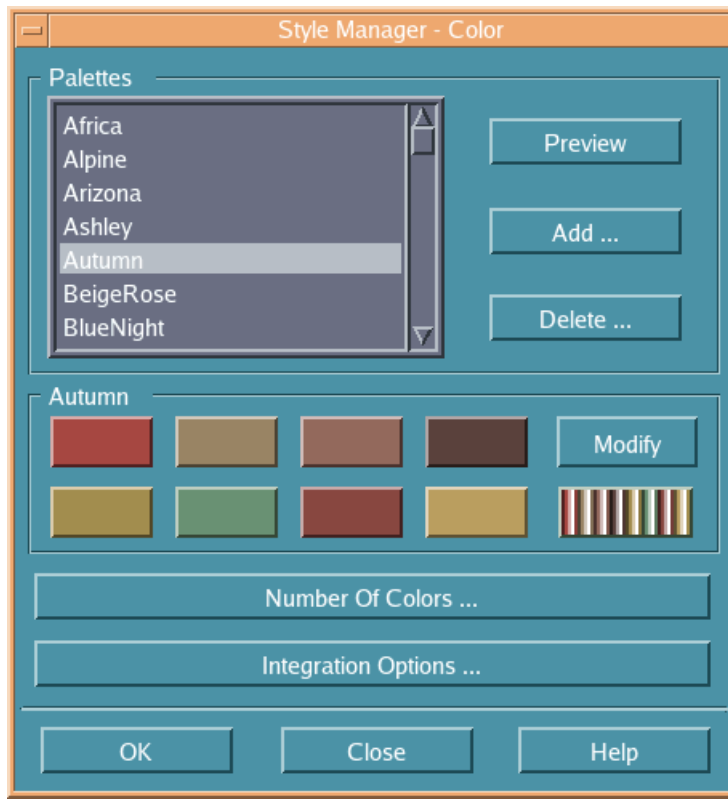 Style Manager - Color
Palettes
Africa
Alpine
Arizona
Ashley
Autumn
BeigeRose
BlueNight
Preview
Add ...
Delete ...
Autumn
Modify
Number Of Colors ...
Integration Options ...
OK
Close
Help